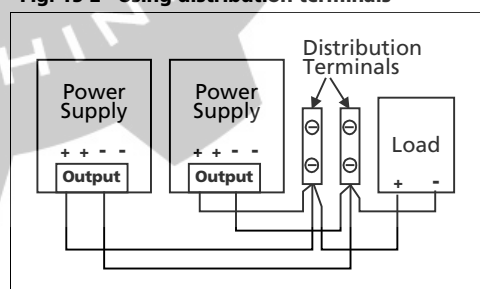 Fig. 13-2 Using distribution terminals
Distribution
Terminals
Power
Supply
+ + - -
Output
Power
Supply
+ + - -
Output
Load
+ -